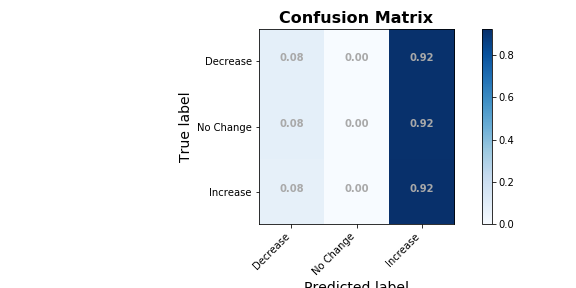 Confusion Matrix
Decrease 0.08 0.00 0.92
No Change 0.08 0.00 0.92
Increase 0.08 0.00 0.92
True label
Decrease No Change Increase
Predicted label
0.8
0.6
0.4
0.2
0.0